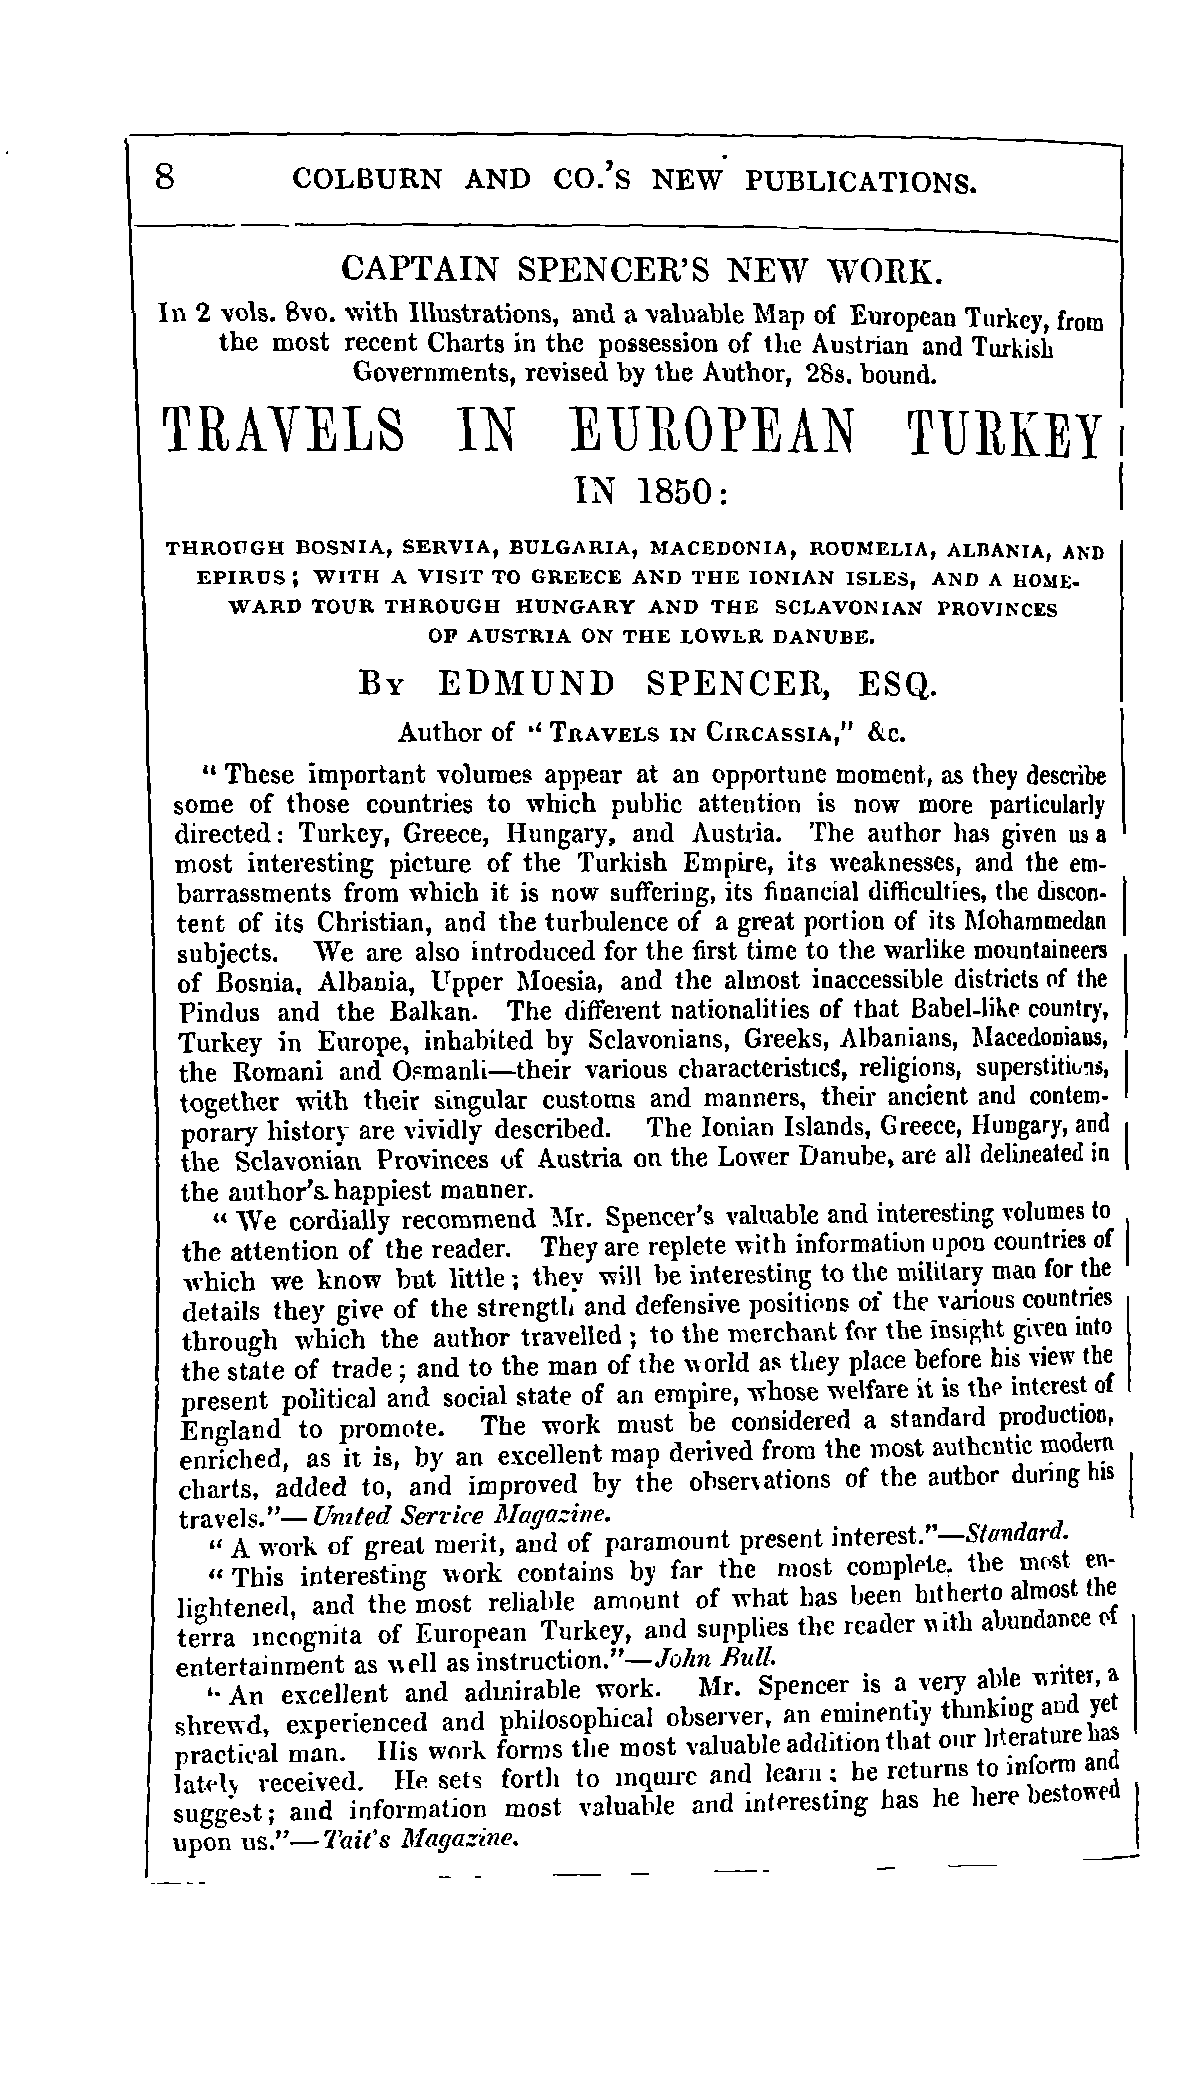 8 COLBURN AND CO.'S NEW PUBLICATIONS.
CAPTAIN SPENCER'S NEW WORK.
In 2 vols. 8vo. with Illustrations, and a valuable Map of European Turkey, from
the most recent Charts in the possession of the Austrian and Turkish
Governments, revised by the Author, 28s. bound.
TRAVELS IN EUROPEAN TURKEY
IN 1850:
THROUGH BOSNIA, SERVIA, BULGARIA, MACEDONIA, ROUMELIA, ALBANIA, AND
EPIRUS; WITH A VISIT TO GREECE AND THE IONIAN ISLES, AND A HOME-
WARD TOUR THROUGH HUNGARY AND THE SCLAVONIAN PROVINCES
OF AUSTRIA ON THE LOWER DANUBE.
By EDMUND SPENCER, ESQ.
Author of "TRAVELS IN CIRCASSIA," &c.
"These important volumes appear at an opportune moment, as they describe
some of those countries to which public attention is now more particularly
directed: Turkey, Greece, Hungary, and Austria. The author has given us a
most interesting picture of the Turkish Empire, its weaknesses, and the em-
barrassments from which it is now suffering, its financial difficulties, the discon-
tent of its Christian, and the turbulence of a great portion of its Mohammedan
subjects. We are also introduced for the first time to the warlike mountaineers
of Bosnia, Albania, Upper Moesia, and the almost inaccessible districts of the
Pindus and the Balkan. The different nationalities of that Babel-like country,
Turkey in Europe, inhabited by Sclavonians, Greeks, Albanians, Macedonians,
the Romani and Osmanli—their various characteristics, religions, superstitions,
together with their singular customs and manners, their ancient and contem-
porary history are vividly described. The Ionian Islands, Greece, Hungary, and
the Sclavonian Provinces of Austria on the Lower Danube, are all delineated in
the author's happiest manner.
"We cordially recommend Mr. Spencer's valuable and interesting volumes to
the attention of the reader. They are replete with information upon countries of
which we know but little; they will be interesting to the military man for the
details they give of the strength and defensive positions of the various countries
through which the author travelled; to the merchant for the insight given into
the state of trade; and to the man of the world as they place before his view the
present political and social state of an empire, whose welfare it is the interest of
England to promote. The work must be considered a standard production,
enriched, as it is, by an excellent map derived from the most authentic modern
charts, added to, and improved by the observations of the author during his
travels."—United Service Magazine.
"A work of great merit, and of paramount present interest."—Standard.
"This interesting work contains by far the most complete, the most en-
lightened, and the most reliable amount of what has been hitherto almost the
terra incognita of European Turkey, and supplies the reader with abundance of
entertainment as well as instruction."—John Bull.
"An excellent and admirable work. Mr. Spencer is a very able writer, a
shrewd, experienced and philosophical observer, an eminently thinking and yet
practical man. His work forms the most valuable addition that our literature has
lately received. He sets forth to inquire and learn; he returns to inform and
suggest; and information most valuable and interesting has he here bestowed
upon us."—Tait's Magazine.